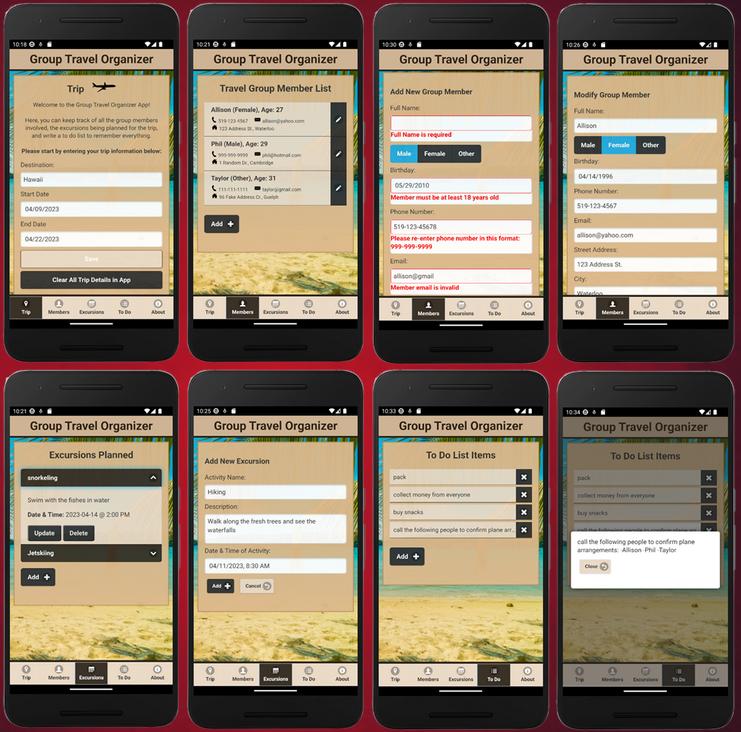 10:18
Group Travel Organizer
Trip
Welcome to the Group Travel Organizer App!
Here, you can keep track of all the group members
involved, the excursions being planned for the trip,
and write a to do list to remember everything.
Please start by entering your trip information below:
Destination:
Hawaii
Start Date
04/09/2023
End Date
04/22/2023
Save
Clear All Trip Details in App
Trip Members Excursions To Do About
10:21
Group Travel Organizer
Travel Group Member List
Allison (Female), Age: 27
519-123-4567 allison@yahoo.com
123 Address St., Waterloo
Phil (Male), Age: 29
999-999-9999 phil@hotmail.com
1 Random Dr., Cambridge
Taylor (Other), Age: 31
111-111-1111 taylor@gmail.com
96 Fake Address Cr., Guelph
Add +
Trip Members Excursions To Do About
10:30
Group Travel Organizer
Add New Group Member
Full Name:
Full Name is required
Male Female Other
Birthday:
05/29/2010
Member must be at least 18 years old
Phone Number:
519-123-45678
Please re-enter phone number in this format:
999-999-9999
Email:
allison@gmail
Member email is invalid
Trip Members Excursions To Do About
10:26
Group Travel Organizer
Modify Group Member
Full Name:
Allison
Male Female Other
Birthday:
04/14/1996
Phone Number:
519-123-4567
Email:
allison@yahoo.com
Street Address:
123 Address St.
City:
Waterloo
Trip Members Excursions To Do About
10:21
Group Travel Organizer
Excursions Planned
snorkeling
Swim with the fishes in water
Date & Time: 2023-04-14 @ 2:00 PM
Update Delete
Jetskiing
Add +
Trip Members Excursions To Do About
10:25
Group Travel Organizer
Add New Excursion
Activity Name:
Hiking
Description:
Walk along the fresh trees and see the
waterfalls
Date & Time of Activity:
04/11/2023, 8:30 AM
Add + Cancel
Trip Members Excursions To Do About
10:33
Group Travel Organizer
To Do List Items
pack
collect money from everyone
buy snacks
call the following people to confirm plane arr...
Add +
Trip Members Excursions To Do About
10:34
Group Travel Organizer
To Do List Items
pack
collect money from everyone
buy snacks
call the following people to confirm plane arr...
call the following people to confirm plane
arrangements: -Allison -Phil -Taylor
Close
Trip Members Excursions To Do About